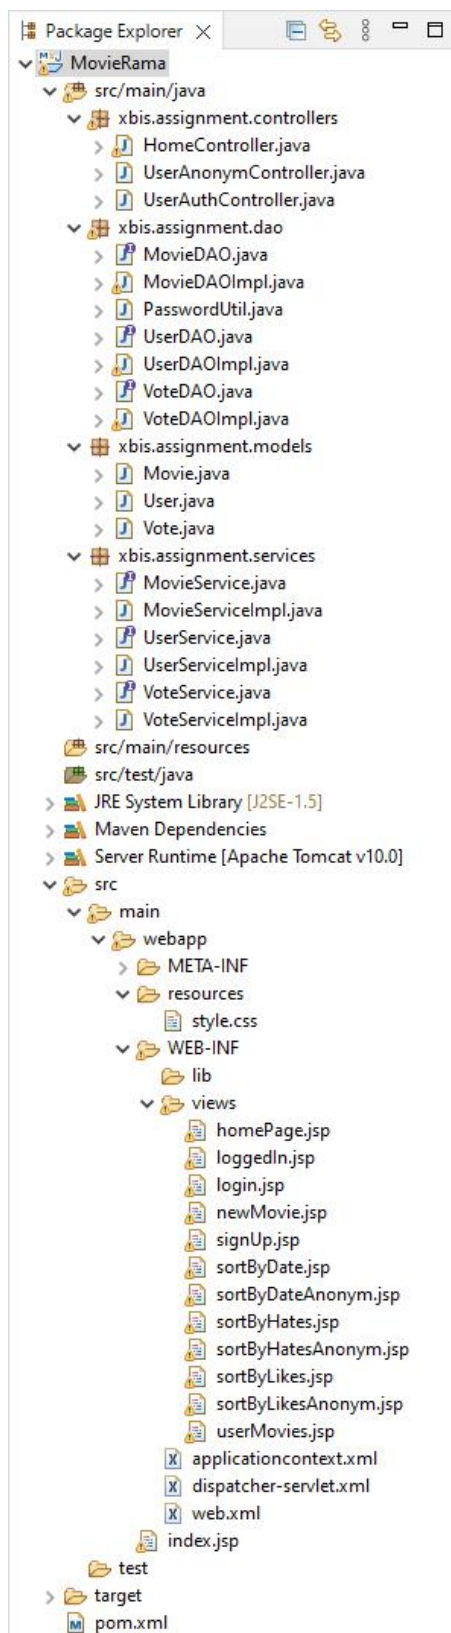 Package Explorer
MovieRama
src/main/java
xbis.assignment.controllers
HomeController.java
UserAnonymController.java
UserAuthController.java
xbis.assignment.dao
MovieDAO.java
MovieDAOImpl.java
PasswordUtil.java
UserDAO.java
UserDAOImpl.java
VoteDAO.java
VoteDAOImpl.java
xbis.assignment.models
Movie.java
User.java
Vote.java
xbis.assignment.services
MovieService.java
MovieServiceImpl.java
UserService.java
UserServiceImpl.java
VoteService.java
VoteServiceImpl.java
src/main/resources
src/test/java
JRE System Library [J2SE-1.5]
Maven Dependencies
Server Runtime [Apache Tomcat v10.0]
src
main
webapp
META-INF
resources
style.css
WEB-INF
lib
views
homePage.jsp
loggedIn.jsp
login.jsp
newMovie.jsp
signUp.jsp
sortByDate.jsp
sortByDateAnonym.jsp
sortByHates.jsp
sortByHatesAnonym.jsp
sortByLikes.jsp
sortByLikesAnonym.jsp
userMovies.jsp
applicationcontext.xml
dispatcher-servlet.xml
web.xml
index.jsp
test
target
pom.xml